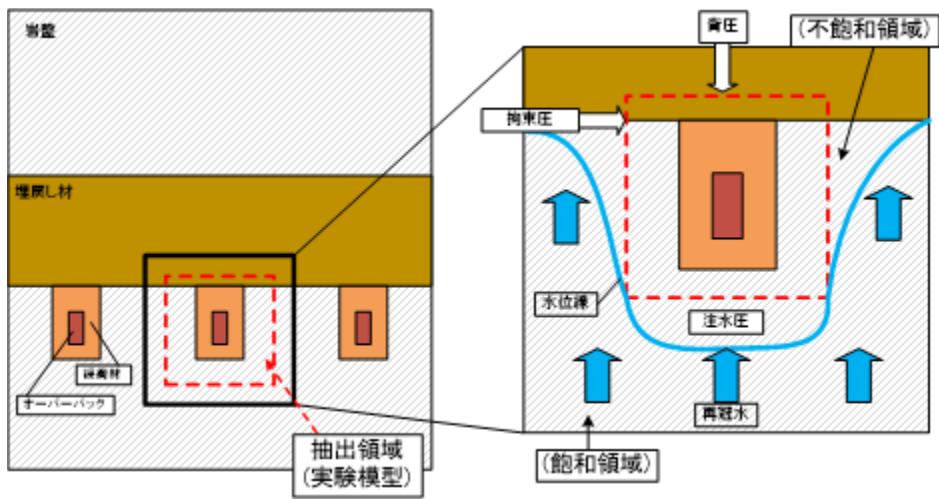 岩盤
埋戻し材
緩衝材
オーバーパック
抽出領域
(実験模型)
背圧
(不飽和領域)
拘束圧
水位線
注水圧
再冠水
(飽和領域)